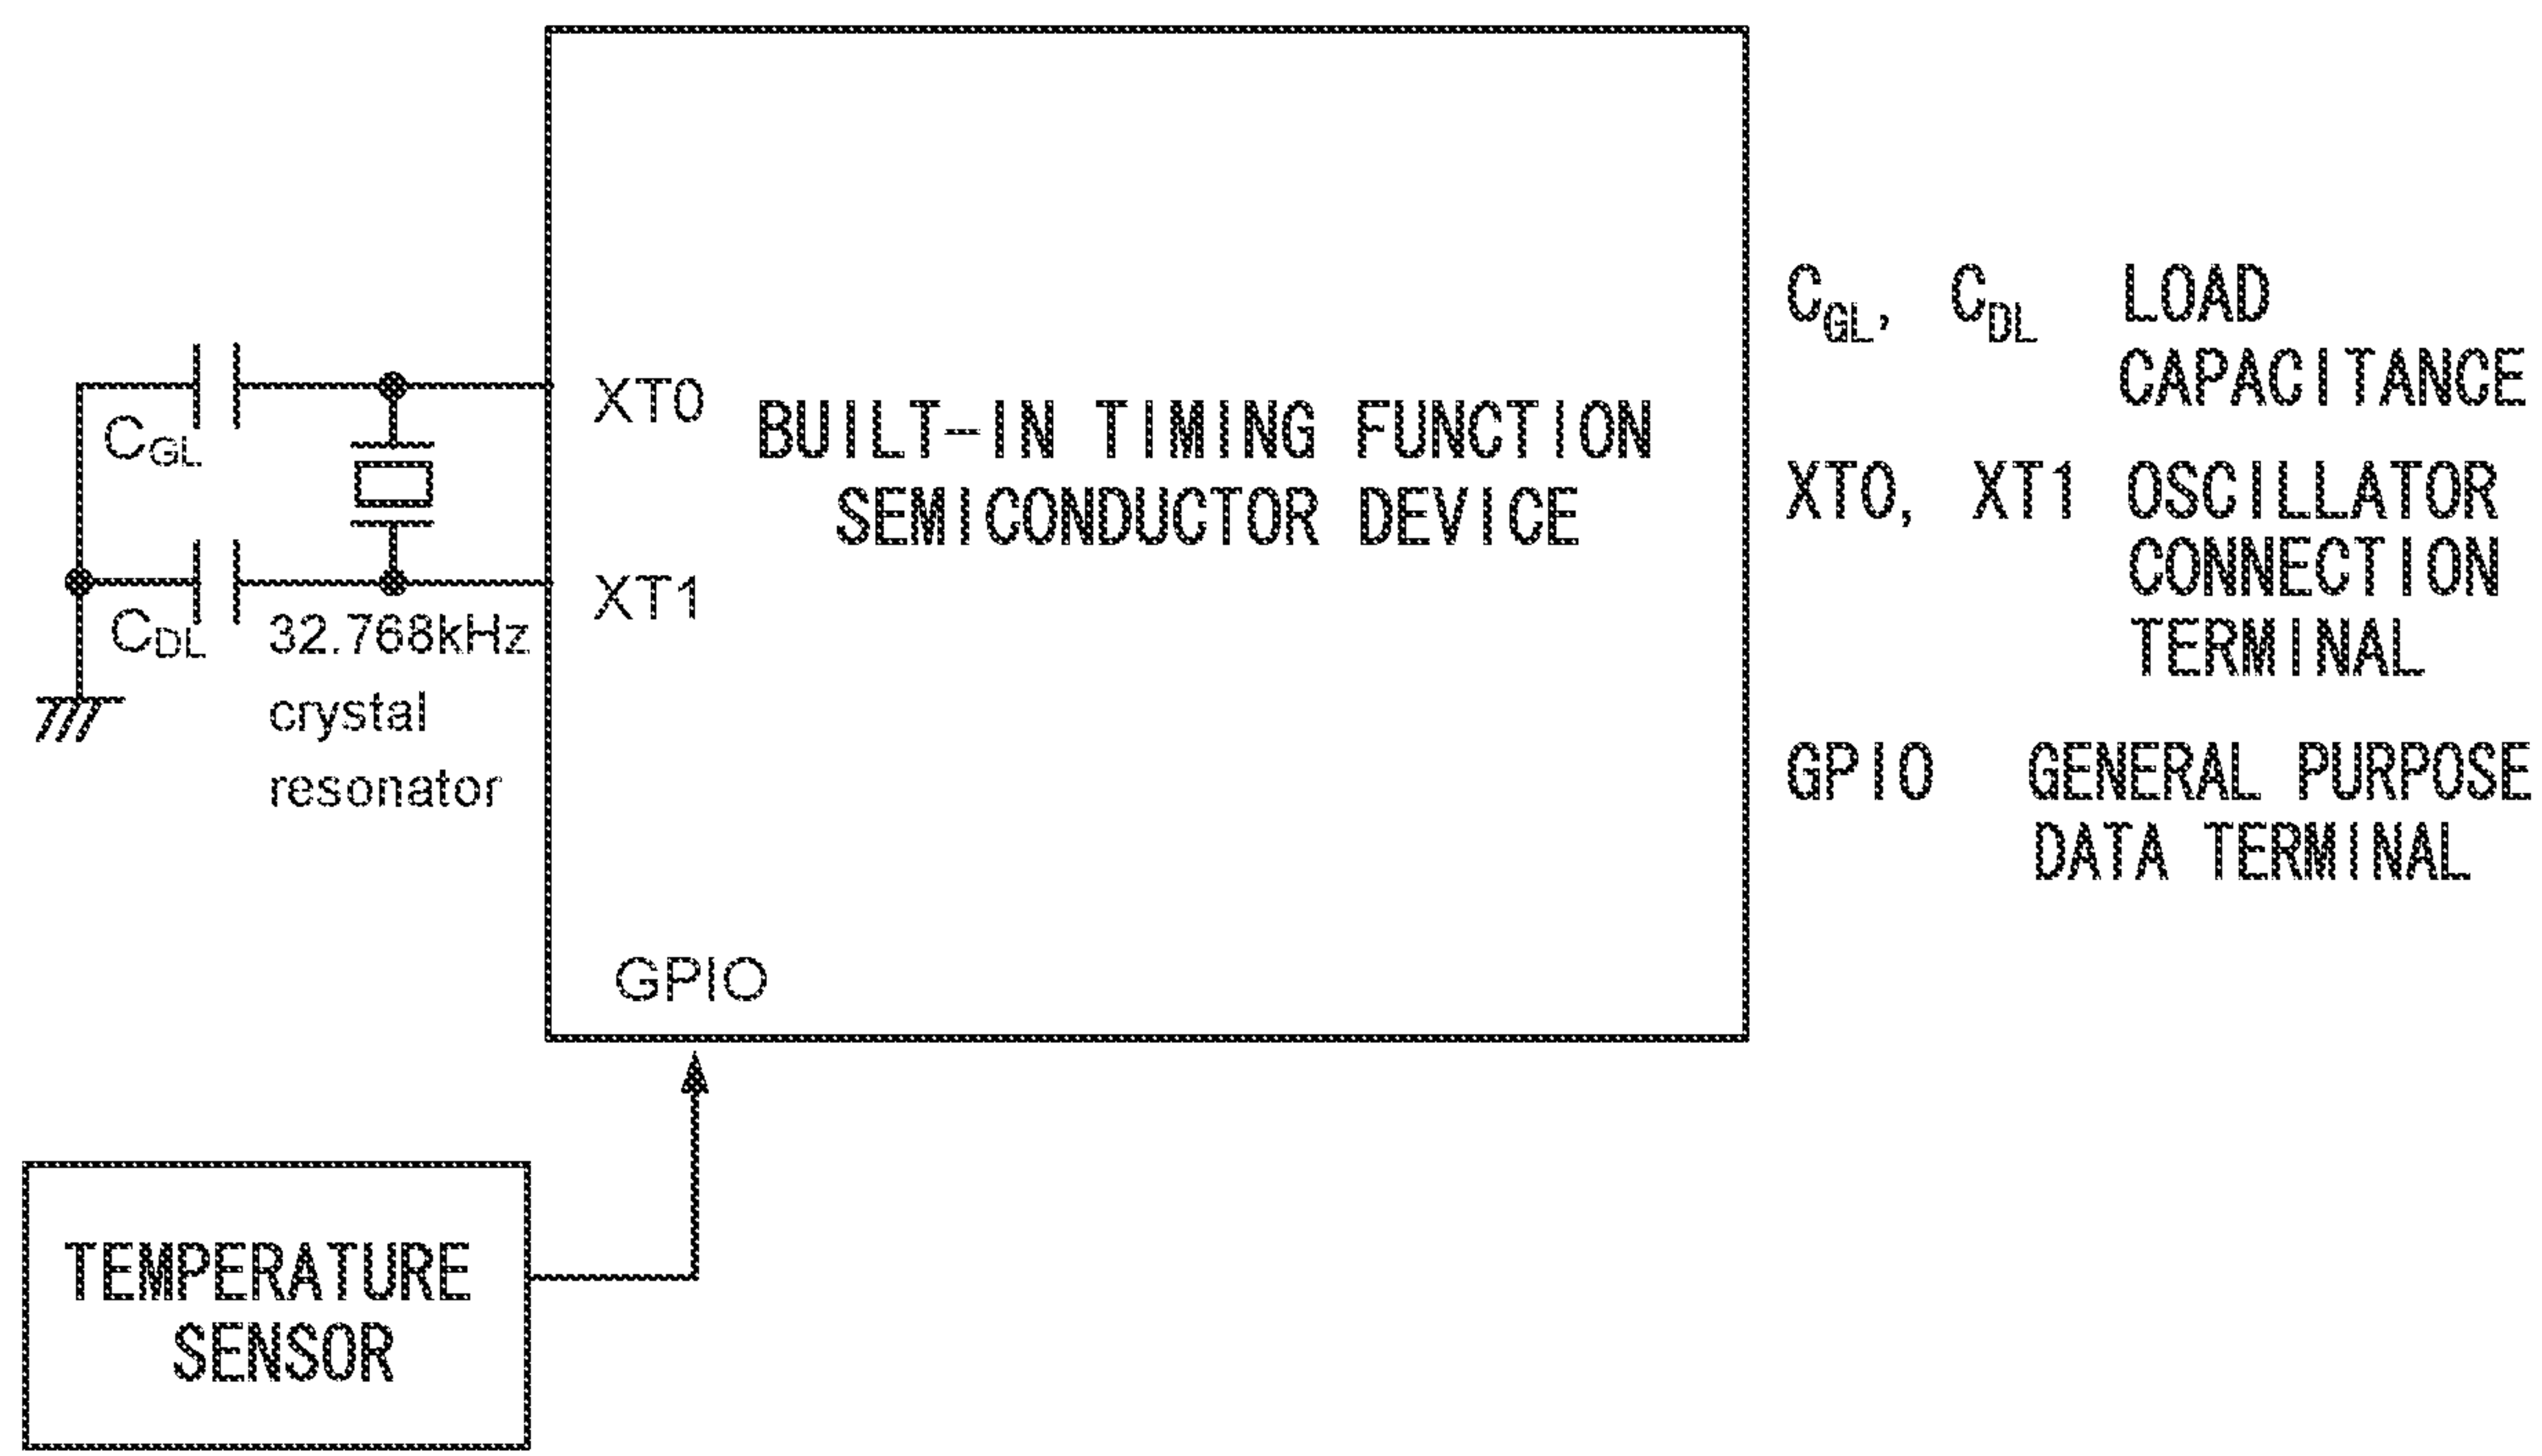 XT0
C_GL
BUILT-IN TIMING FUNCTION
SEMICONDUCTOR DEVICE
XT1
C_DL
32.768kHz
crystal
resonator
GPIO
TEMPERATURE
SENSOR
C_GL, C_DL LOAD
CAPACITANCE
XT0, XT1 OSCILLATOR
CONNECTION
TERMINAL
GPIO GENERAL PURPOSE
DATA TERMINAL